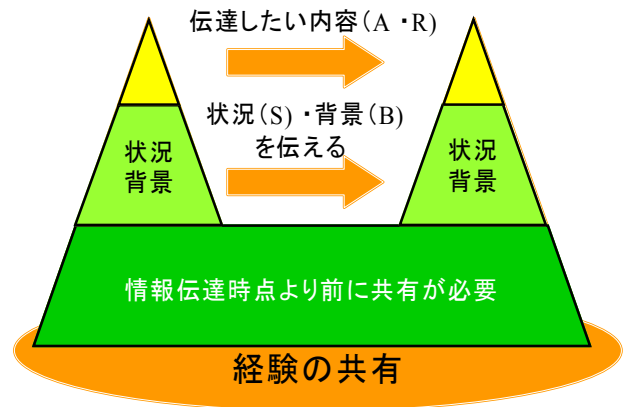 伝達したい内容(A・R)
状況(S)・背景(B)
を伝える
状況
背景
状況
背景
情報伝達時点より前に共有が必要
経験の共有